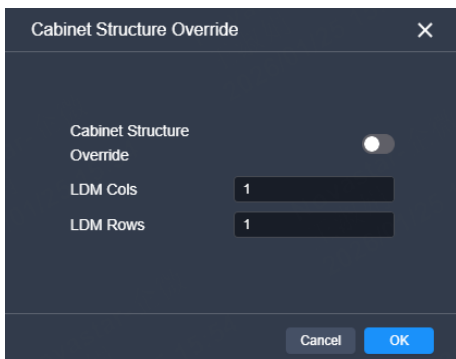 Cabinet Structure Override
Cabinet Structure
Override
LDM Cols 1
LDM Rows 1
Cancel OK